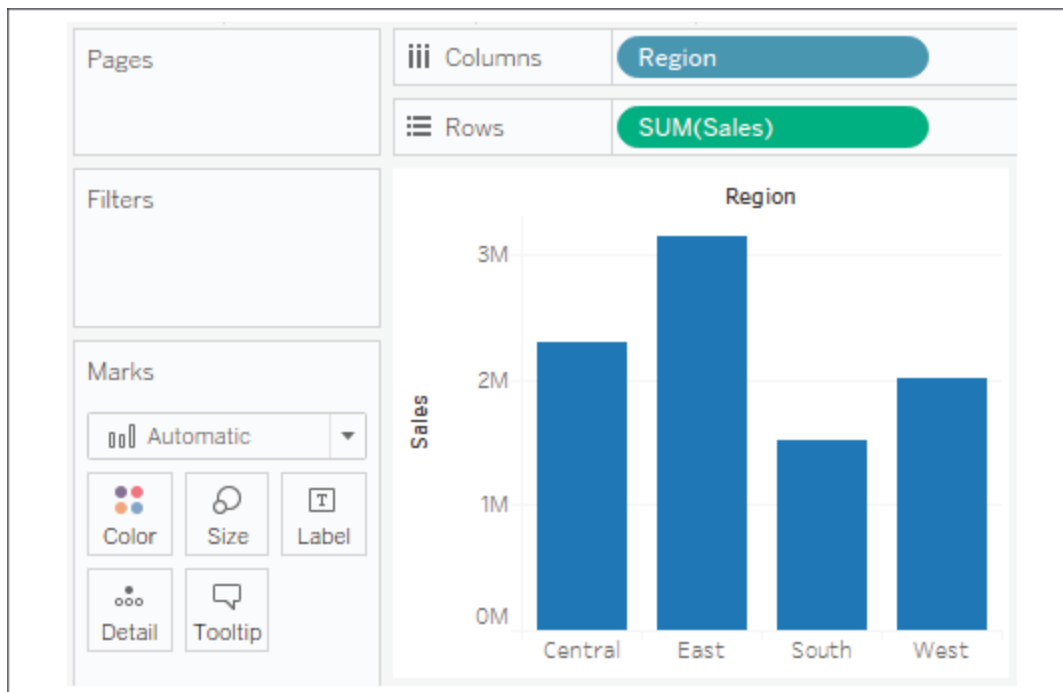 Pages
Columns
Region
Rows
SUM(Sales)
Filters
Region
Marks
Automatic
Color
Size
T
Label
Detail
Tooltip
Sales
3M
2M
1M
0M
Central East South West